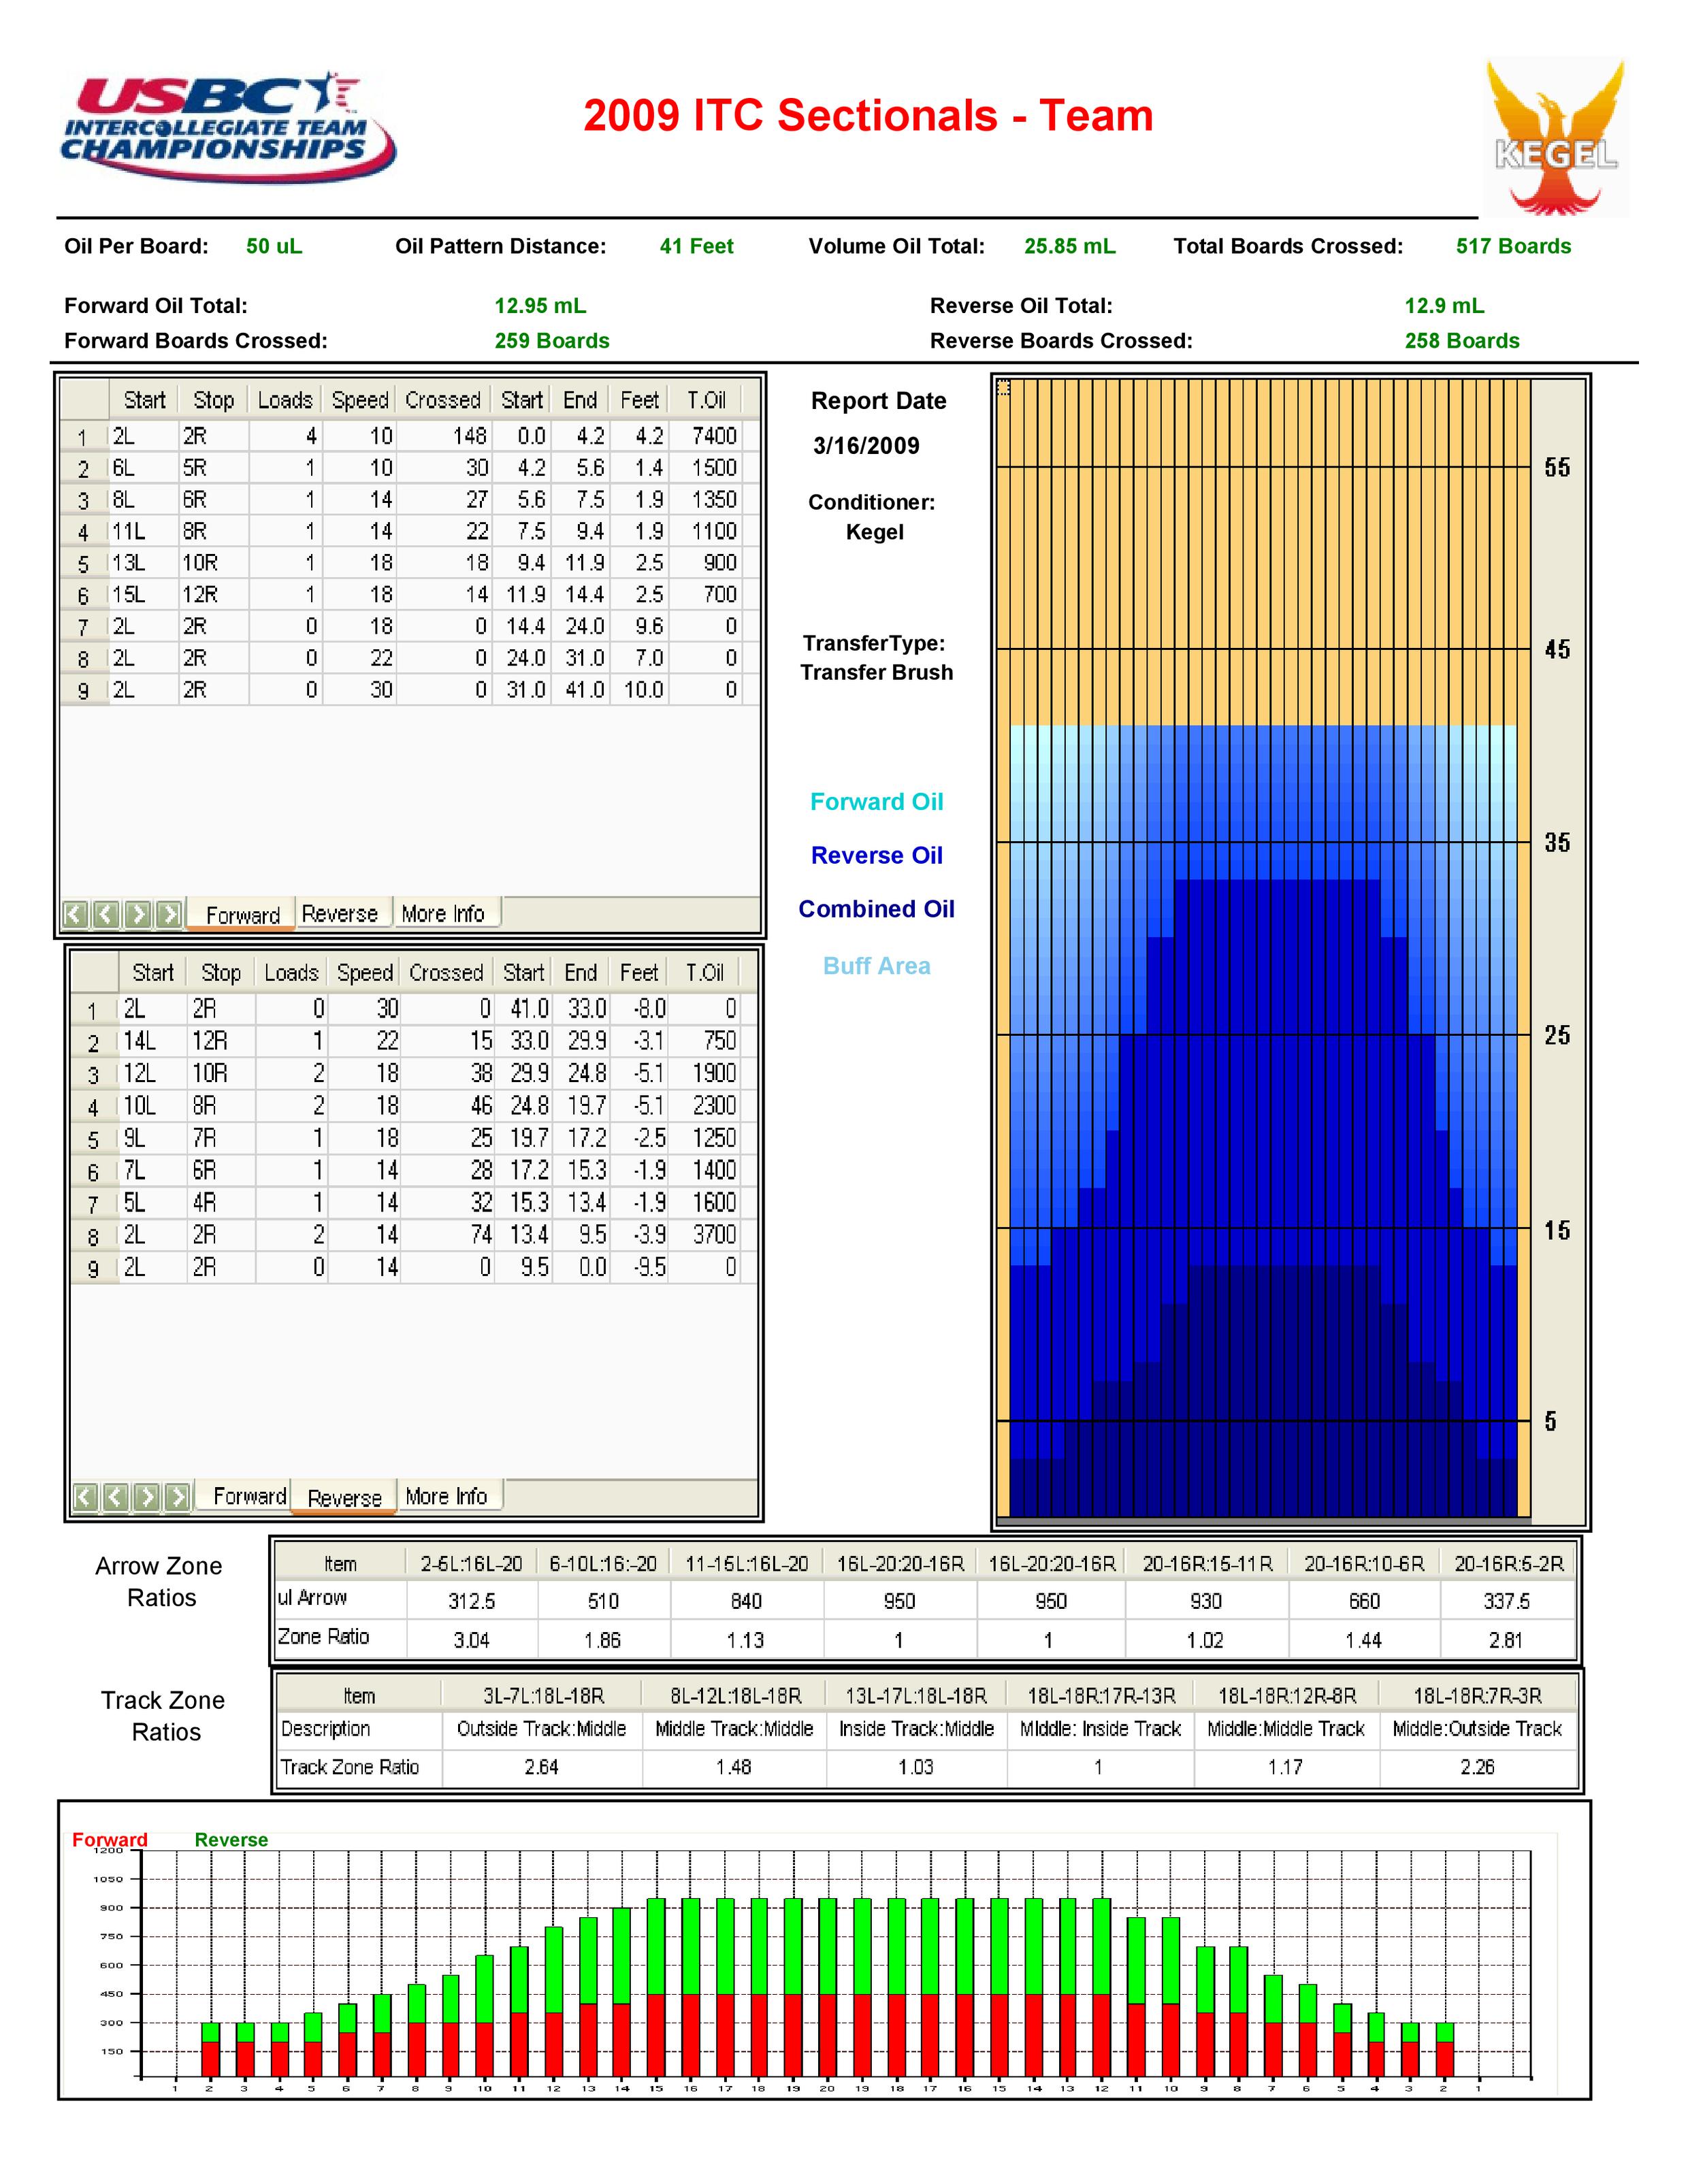 USBC
INTERCOLLEGIATE TEAM
CHAMPIONSHIPS
2009 ITC Sectionals - Team
KEGEL
Oil Per Board: 50 uL Oil Pattern Distance: 41 Feet Volume Oil Total: 25.85 mL Total Boards Crossed: 517 Boards
Forward Oil Total: 12.95 mL Reverse Oil Total: 12.9 mL
Forward Boards Crossed: 259 Boards Reverse Boards Crossed: 258 Boards
Start Stop Loads Speed Crossed Start End Feet T.Oil
1 2L 2R 4 10 148 0.0 4.2 4.2 7400
2 6L 5R 1 10 30 4.2 5.6 1.4 1500
3 8L 6R 1 14 27 5.6 7.5 1.9 1350
4 11L 8R 1 14 22 7.5 9.4 1.9 1100
5 13L 10R 1 18 18 9.4 11.9 2.5 900
6 15L 12R 1 18 14 11.9 14.4 2.5 700
7 2L 2R 0 18 0 14.4 24.0 9.6 0
8 2L 2R 0 22 0 24.0 31.0 7.0 0
9 2L 2R 0 30 0 31.0 41.0 10.0 0
Forward Reverse More Info
Start Stop Loads Speed Crossed Start End Feet T.Oil
1 2L 2R 0 30 0 41.0 33.0 -8.0 0
2 14L 12R 1 22 15 33.0 29.9 -3.1 750
3 12L 10R 2 18 38 29.9 24.8 -5.1 1900
4 10L 8R 2 18 46 24.8 19.7 -5.1 2300
5 9L 7R 1 18 25 19.7 17.2 -2.5 1250
6 7L 6R 1 14 28 17.2 15.3 -1.9 1400
7 5L 4R 1 14 32 15.3 13.4 -1.9 1600
8 2L 2R 2 14 74 13.4 9.5 -3.9 3700
9 2L 2R 0 14 0 9.5 0.0 -9.5 0
Forward Reverse More Info
Report Date
3/16/2009
Conditioner:
Kegel
TransferType:
Transfer Brush
Forward Oil
Reverse Oil
Combined Oil
Buff Area
55
45
35
25
15
5
Arrow Zone
Ratios
Item 2-5L:16L-20 6-10L:16:-20 11-15L:16L-20 16L-20:20-16R 16L-20:20-16R 20-16R:15-11R 20-16R:10-6R 20-16R:5-2R
ul Arrow 312.5 510 840 950 950 930 660 337.5
Zone Ratio 3.04 1.86 1.13 1 1 1.02 1.44 2.81
Track Zone
Ratios
Item 3L-7L:18L-18R 8L-12L:18L-18R 13L-17L:18L-18R 18L-18R:17R-13R 18L-18R:12R-8R 18L-18R:7R-3R
Description Outside Track:Middle Middle Track:Middle Inside Track:Middle MIddle: Inside Track Middle:Middle Track Middle:Outside Track
Track Zone Ratio 2.64 1.48 1.03 1 1.17 2.26
Forward Reverse
1200
1050
900
750
600
450
300
150
1 2 3 4 5 6 7 8 9 10 11 12 13 14 15 16 17 18 19 20 19 18 17 16 15 14 13 12 11 10 9 8 7 6 5 4 3 2 1